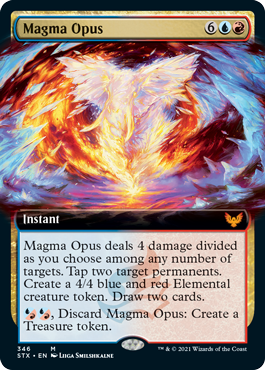 Magma Opus 6
Instant
Magma Opus deals 4 damage divided
as you choose among any number of
targets. Tap two target permanents.
Create a 4/4 blue and red Elemental
creature token. Draw two cards.
, Discard Magma Opus: Create a
Treasure token.
346 M
STX • EN LIIGA SMILSHKALNE
™ & © 2021 Wizards of the Coast